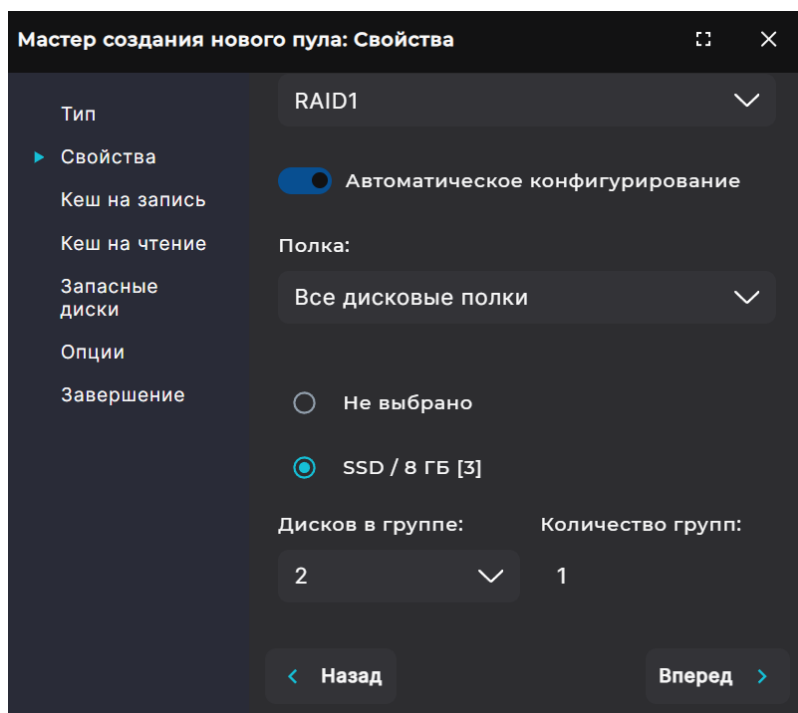 Мастер создания нового пула: Свойства
Тип
Свойства
Кеш на запись
Кеш на чтение
Запасные
диски
Опции
Завершение
RAID1
Автоматическое конфигурирование
Полка:
Все дисковые полки
Не выбрано
SSD / 8 ГБ [3]
Дисков в группе: Количество групп:
2 1
Назад Вперед